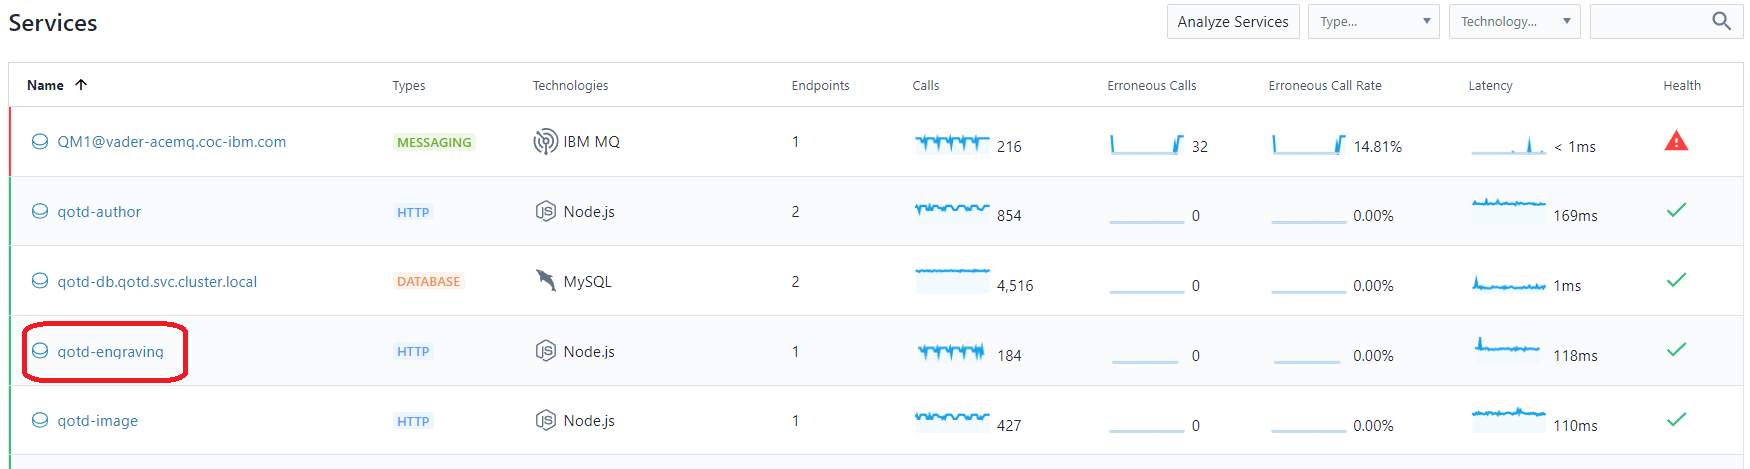 Services
Analyze Services Type... Technology...
Name Types Technologies Endpoints Calls Erroneous Calls Erroneous Call Rate Latency Health
QM1@vader-acemq.coc-ibm.com MESSAGING IBM MQ 1 216 32 14.81% < 1ms
qotd-author HTTP JS Node.js 2 854 0 0.00% 169ms
qotd-db.qotd.svc.cluster.local DATABASE MySQL 2 4,516 0 0.00% 1ms
qotd-engraving HTTP JS Node.js 1 184 0 0.00% 118ms
qotd-image HTTP JS Node.js 1 427 0 0.00% 110ms